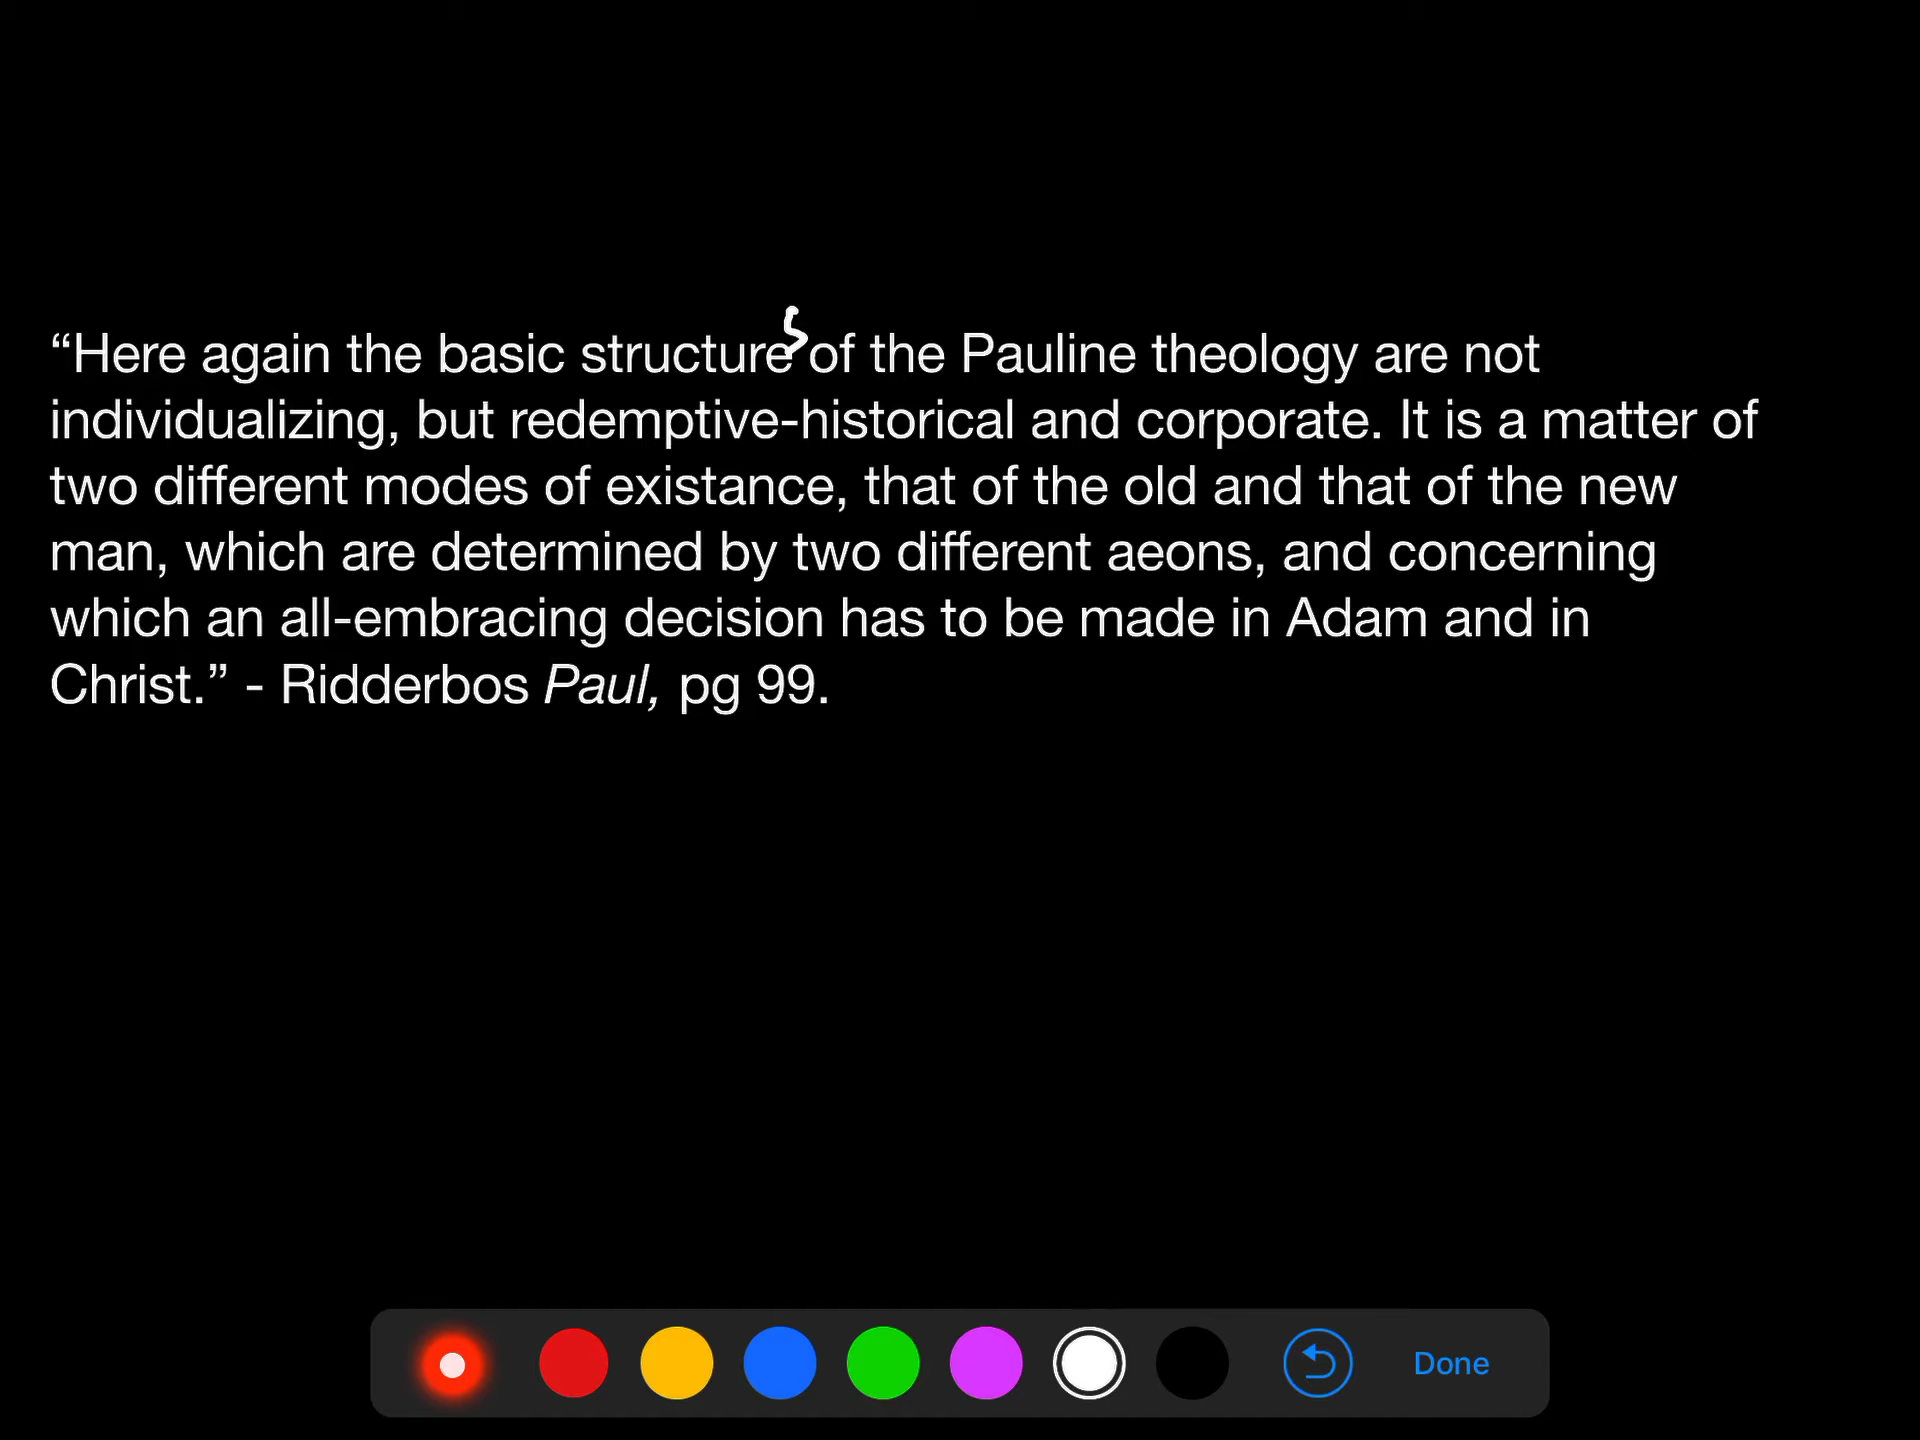 “Here again the basic structures of the Pauline theology are not
individualizing, but redemptive-historical and corporate. It is a matter of
two different modes of existance, that of the old and that of the new
man, which are determined by two different aeons, and concerning
which an all-embracing decision has to be made in Adam and in
Christ.” - Ridderbos Paul, pg 99.
Done